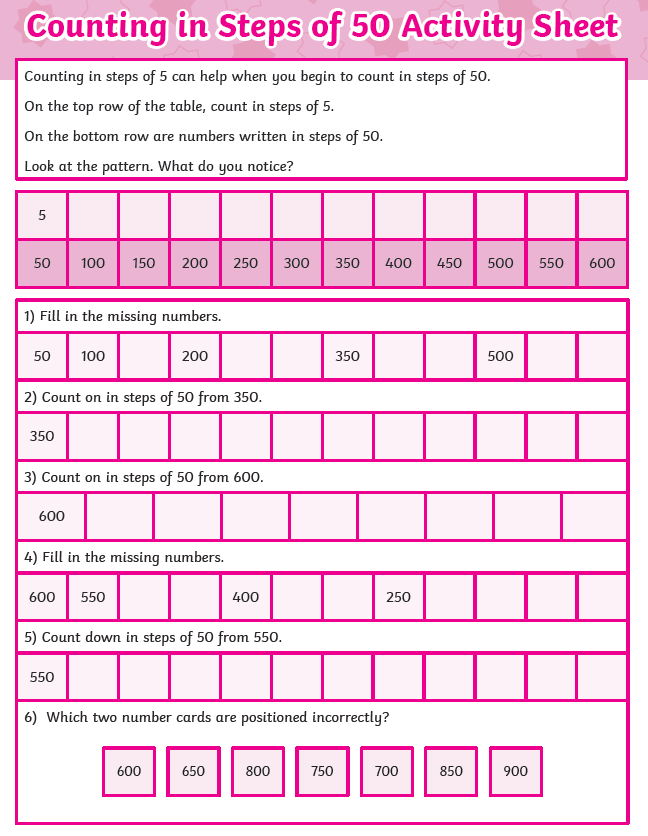 Counting in Steps of 50 Activity Sheet
Counting in steps of 5 can help when you begin to count in steps of 50.
On the top row of the table, count in steps of 5.
On the bottom row are numbers written in steps of 50.
Look at the pattern. What do you notice?
5
50 100 150 200 250 300 350 400 450 500 550 600
1) Fill in the missing numbers.
50 100 200 350 500
2) Count on in steps of 50 from 350.
350
3) Count on in steps of 50 from 600.
600
4) Fill in the missing numbers.
600 550 400 250
5) Count down in steps of 50 from 550.
550
6) Which two number cards are positioned incorrectly?
600 650 800 750 700 850 900